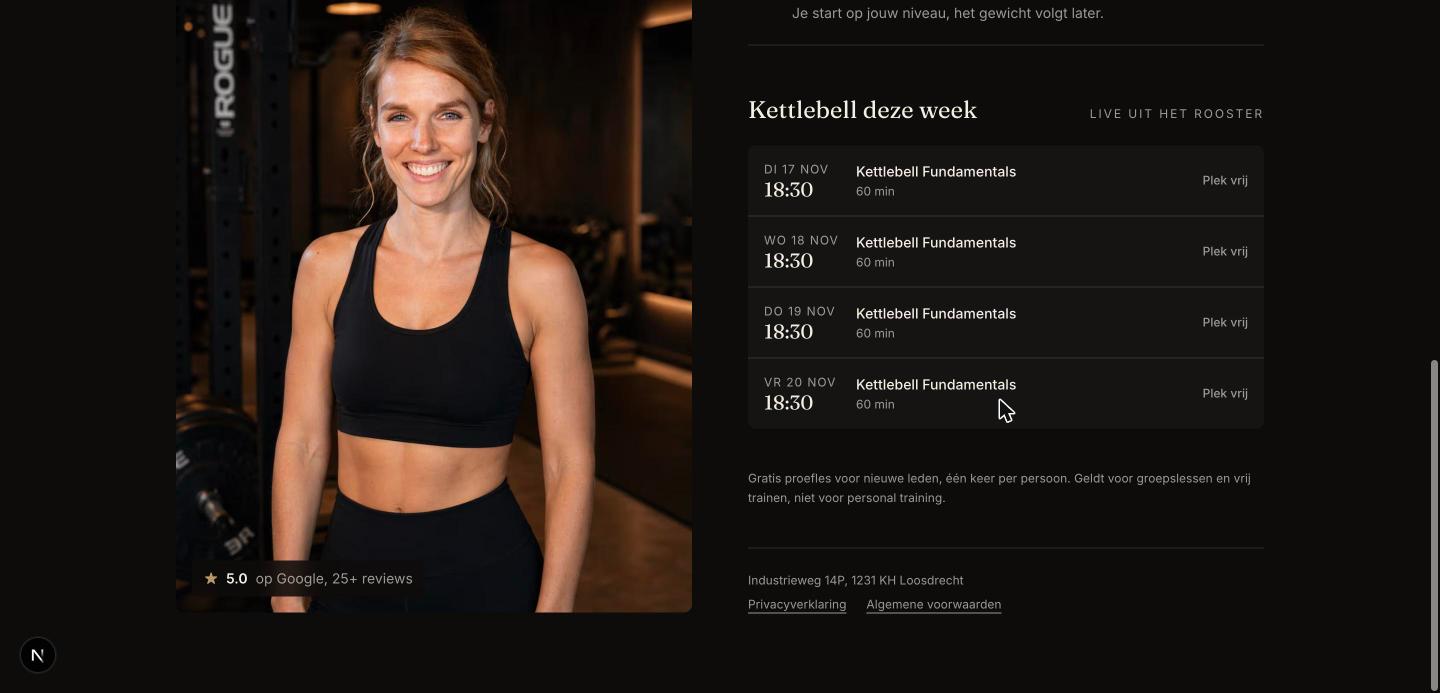 ROGUE
Je start op jouw niveau, het gewicht volgt later.
Kettlebell deze week
LIVE UIT HET ROOSTER
DI 17 NOV
18:30
Kettlebell Fundamentals
60 min
Plek vrij
WO 18 NOV
18:30
Kettlebell Fundamentals
60 min
Plek vrij
DO 19 NOV
18:30
Kettlebell Fundamentals
60 min
Plek vrij
VR 20 NOV
18:30
Kettlebell Fundamentals
60 min
Plek vrij
Gratis proefles voor nieuwe leden, één keer per persoon. Geldt voor groepslessen en vrij
trainen, niet voor personal training.
★ 5.0 op Google, 25+ reviews
Industrieweg 14P, 1231 KH Loosdrecht
Privacyverklaring Algemene voorwaarden
N